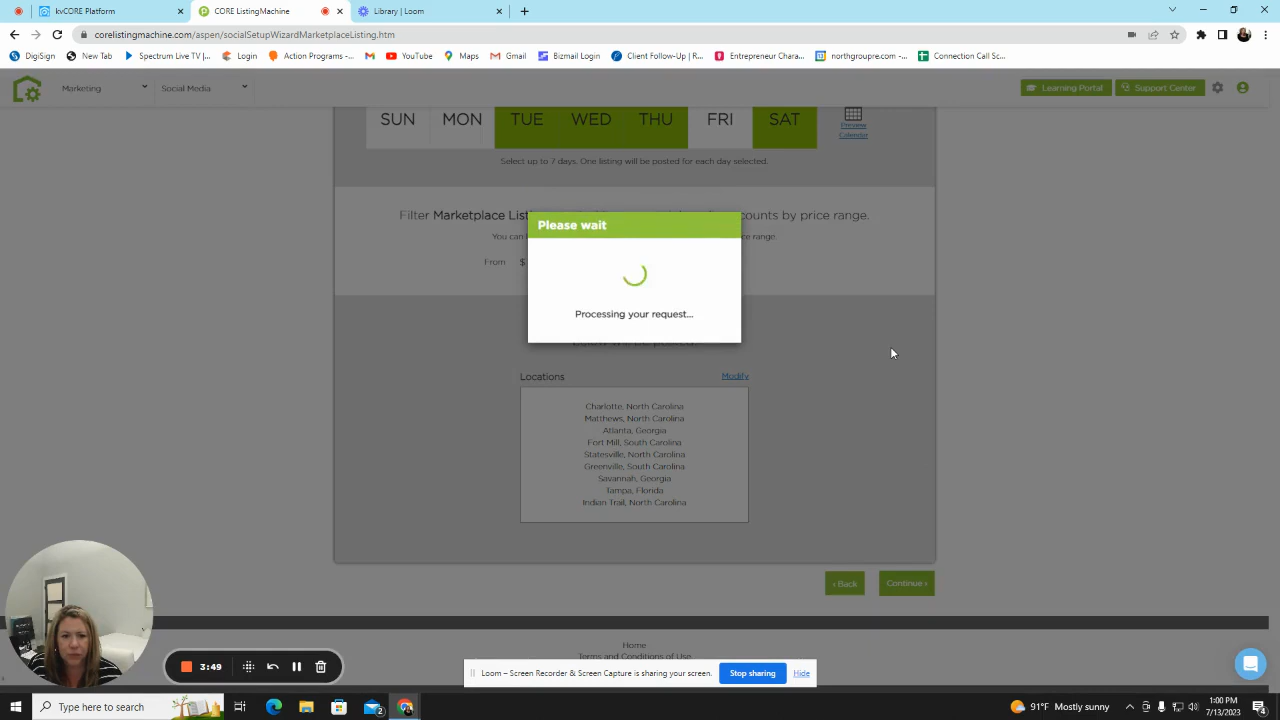 invCORE Platform
CORE ListingMachine
Library | Loom
corelistingmachine.com/aspen/socialSetupWizardMarketplaceListing.htm
DigiSign
My Places - Home
Spectrum Live TV |...
Login
Action Programs -...
YouTube
Maps
Gmail
Bizmail Login
Client Follow-Up | R...
Entrepreneur Prese...
northgroupre.com -...
Connection Call Sc...
Marketing
Social Media
Learning Portal
Support Center
SUN MON TUE WED THU FRI SAT
Preview
Calendar
Select up to 7 days. One listing will be posted for each day selected.
Filter Marketplace List
counts by price range.
You can
ce range.
From $
Please wait
Processing your request...
Locations
Modify
Charlotte, North Carolina
Matthews, North Carolina
Atlanta, Georgia
Fort Mill, South Carolina
Statesville, North Carolina
Greenville, South Carolina
Savannah, Georgia
Tampa, Florida
Indian Trail, North Carolina
‹ Back
Continue ›
Home
Terms and Conditions of Use
3:49
Loom – Screen Recorder & Screen Capture is sharing your screen.
Stop sharing
Hide
Type here to search
2
91°F Mostly sunny
1:00 PM
7/13/2023
4